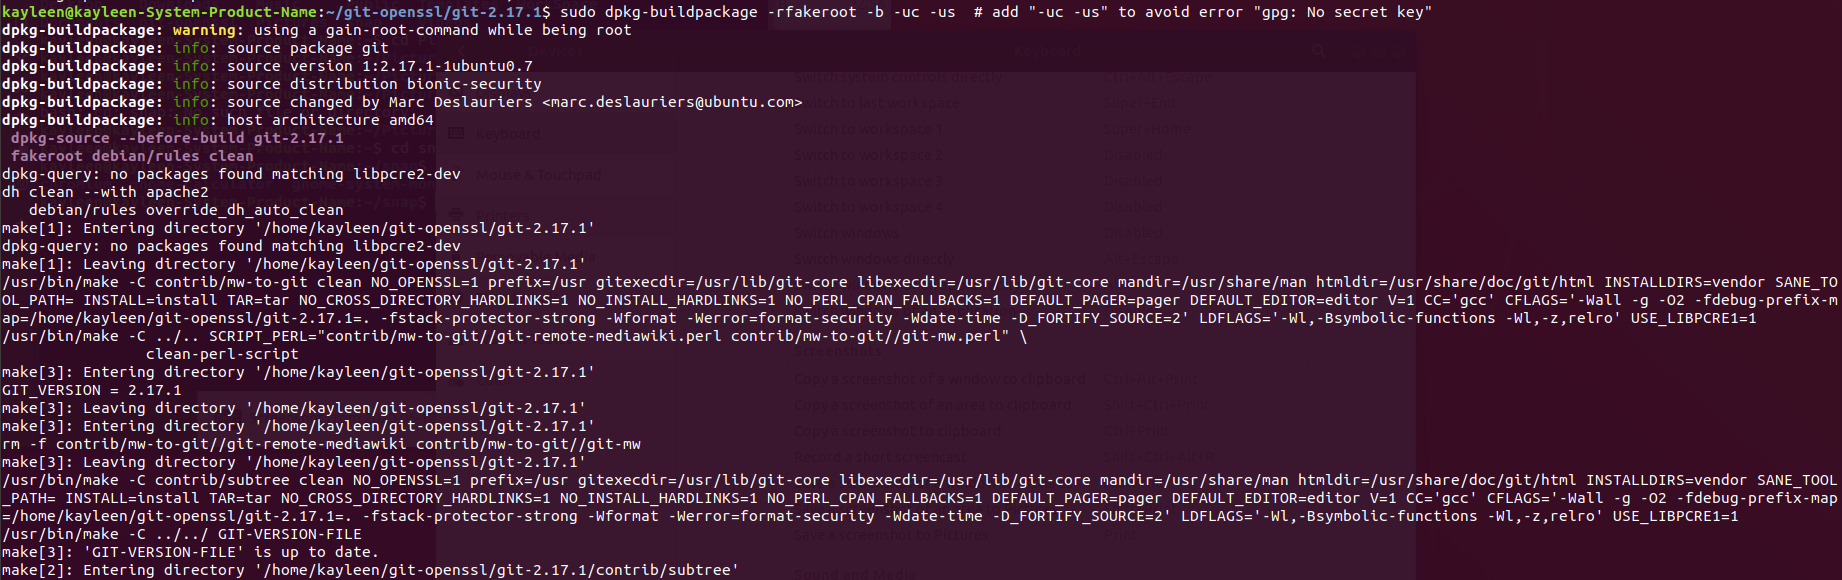 kayleen@kayleen-System-Product-Name:~/git-openssl/git-2.17.1$ sudo dpkg-buildpackage -rfakeroot -b -uc -us  # add "-uc -us" to avoid error "gpg: No secret key"
dpkg-buildpackage: warning: using a gain-root-command while being root
dpkg-buildpackage: info: source package git
dpkg-buildpackage: info: source version 1:2.17.1-1ubuntu0.7
dpkg-buildpackage: info: source distribution bionic-security
dpkg-buildpackage: info: source changed by Marc Deslauriers <marc.deslauriers@ubuntu.com>
dpkg-buildpackage: info: host architecture amd64
 dpkg-source --before-build git-2.17.1
 fakeroot debian/rules clean
dpkg-query: no packages found matching libpcre2-dev
dh clean --with apache2
   debian/rules override_dh_auto_clean
make[1]: Entering directory '/home/kayleen/git-openssl/git-2.17.1'
dpkg-query: no packages found matching libpcre2-dev
make[1]: Leaving directory '/home/kayleen/git-openssl/git-2.17.1'
/usr/bin/make -C contrib/mw-to-git clean NO_OPENSSL=1 prefix=/usr gitexecdir=/usr/lib/git-core libexecdir=/usr/lib/git-core mandir=/usr/share/man htmldir=/usr/share/doc/git/html INSTALLDIRS=vendor SANE_TO
OL_PATH= INSTALL=install TAR=tar NO_CROSS_DIRECTORY_HARDLINKS=1 NO_INSTALL_HARDLINKS=1 NO_PERL_CPAN_FALLBACKS=1 DEFAULT_PAGER=pager DEFAULT_EDITOR=editor V=1 CC='gcc' CFLAGS='-Wall -g -O2 -fdebug-prefix-m
ap=/home/kayleen/git-openssl/git-2.17.1=. -fstack-protector-strong -Wformat -Werror=format-security -Wdate-time -D_FORTIFY_SOURCE=2' LDFLAGS='-Wl,-Bsymbolic-functions -Wl,-z,relro' USE_LIBPCRE1=1
/usr/bin/make -C ../.. SCRIPT_PERL="contrib/mw-to-git//git-remote-mediawiki.perl contrib/mw-to-git//git-mw.perl" \
                clean-perl-script
make[3]: Entering directory '/home/kayleen/git-openssl/git-2.17.1'
GIT_VERSION = 2.17.1
make[3]: Leaving directory '/home/kayleen/git-openssl/git-2.17.1'
make[3]: Entering directory '/home/kayleen/git-openssl/git-2.17.1'
rm -f contrib/mw-to-git//git-remote-mediawiki contrib/mw-to-git//git-mw
make[3]: Leaving directory '/home/kayleen/git-openssl/git-2.17.1'
/usr/bin/make -C contrib/subtree clean NO_OPENSSL=1 prefix=/usr gitexecdir=/usr/lib/git-core libexecdir=/usr/lib/git-core mandir=/usr/share/man htmldir=/usr/share/doc/git/html INSTALLDIRS=vendor SANE_TOOL
_PATH= INSTALL=install TAR=tar NO_CROSS_DIRECTORY_HARDLINKS=1 NO_INSTALL_HARDLINKS=1 NO_PERL_CPAN_FALLBACKS=1 DEFAULT_PAGER=pager DEFAULT_EDITOR=editor V=1 CC='gcc' CFLAGS='-Wall -g -O2 -fdebug-prefix-map
=/home/kayleen/git-openssl/git-2.17.1=. -fstack-protector-strong -Wformat -Werror=format-security -Wdate-time -D_FORTIFY_SOURCE=2' LDFLAGS='-Wl,-Bsymbolic-functions -Wl,-z,relro' USE_LIBPCRE1=1
/usr/bin/make -C ../../ GIT-VERSION-FILE
make[3]: 'GIT-VERSION-FILE' is up to date.
make[2]: Entering directory '/home/kayleen/git-openssl/git-2.17.1/contrib/subtree'